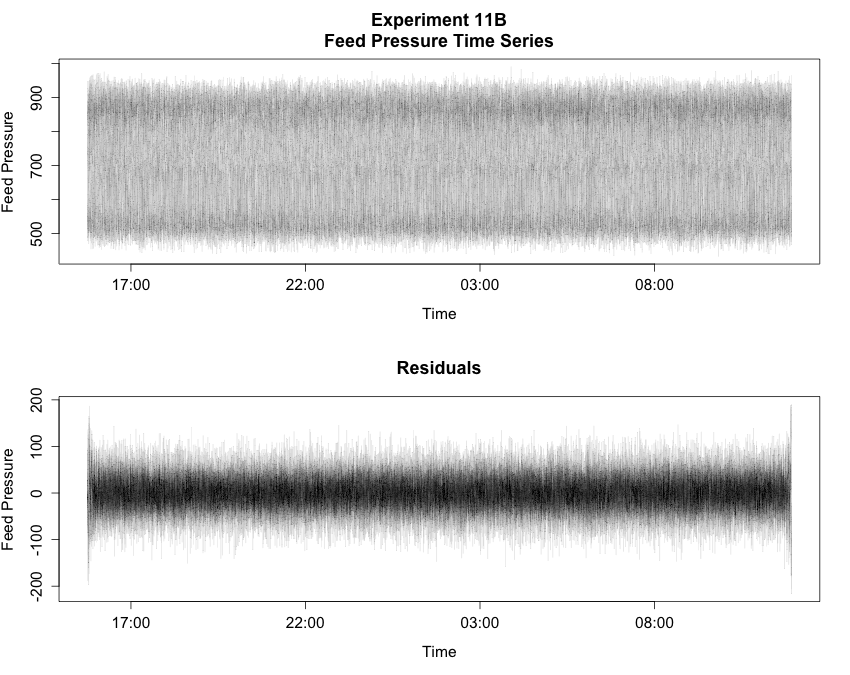 Experiment 11B
Feed Pressure Time Series
Feed Pressure
900
700
500
17:00 22:00 03:00 08:00
Time
Residuals
Feed Pressure
200
100
0
-100
-200
17:00 22:00 03:00 08:00
Time